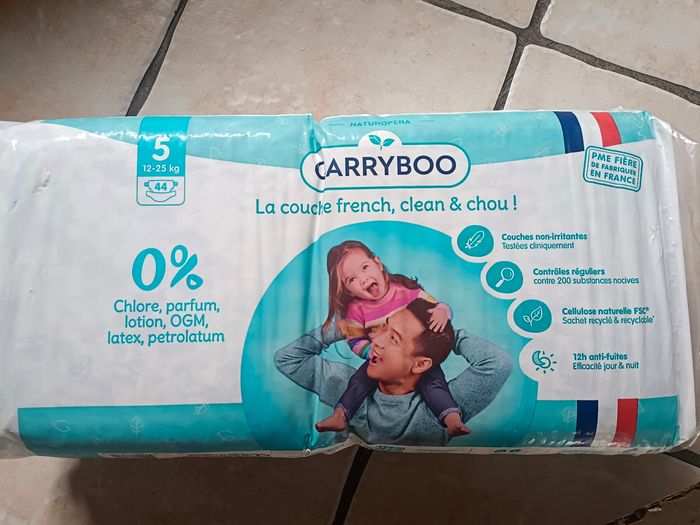 NATUROPERA
CARRYBOO
La couche french, clean & chou !
5
12-25 kg
44
0%
Chlore, parfum,
lotion, OGM,
latex, petrolatum
PME FIÈRE
DE FABRIQUER
EN FRANCE
Couches non-irritantes
Testées cliniquement
Contrôles réguliers
contre 200 substances nocives
Cellulose naturelle FSC®
Sachet recyclé & recyclable*
12h anti-fuites
Efficacité jour & nuit